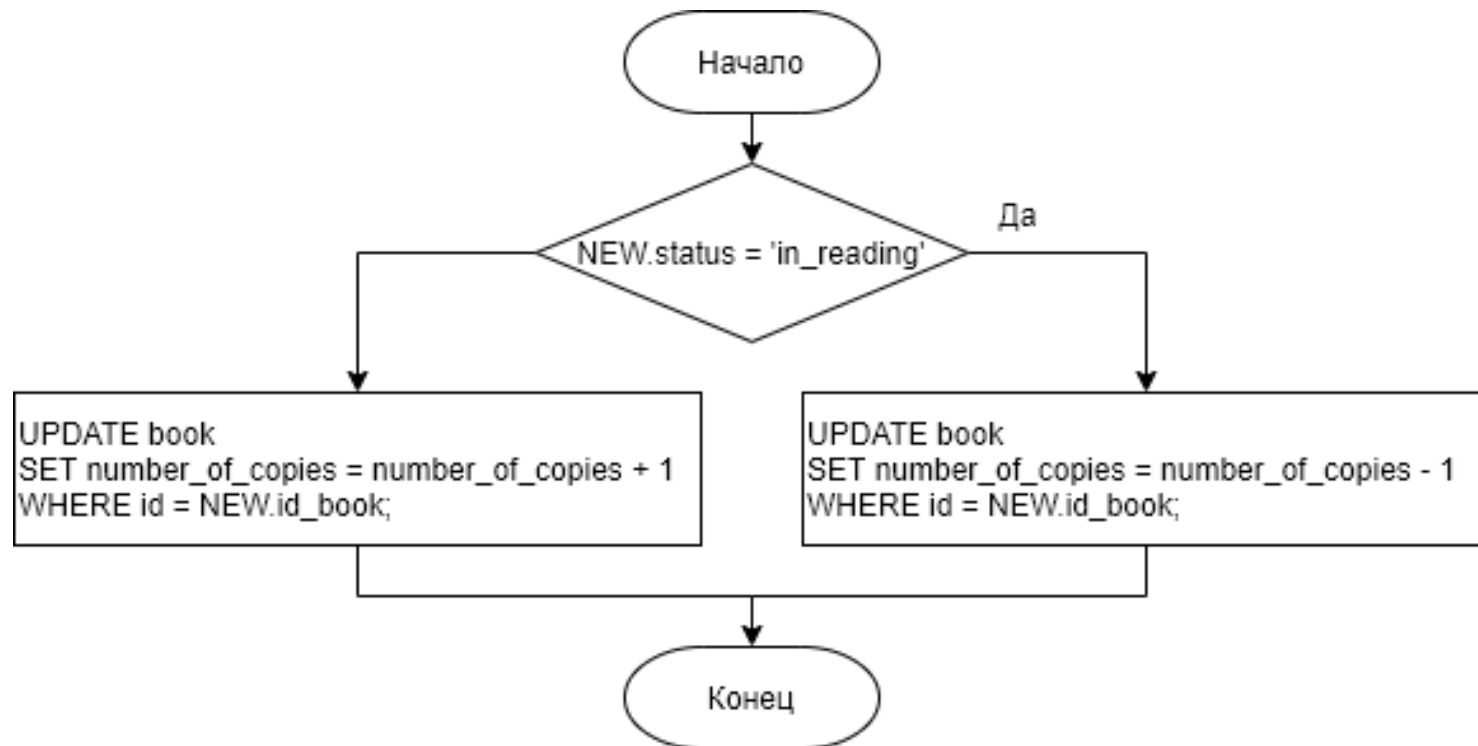 Начало
Да
NEW.status = 'in_reading'
UPDATE book
SET number_of_copies = number_of_copies + 1
WHERE id = NEW.id_book;
UPDATE book
SET number_of_copies = number_of_copies - 1
WHERE id = NEW.id_book;
Конец